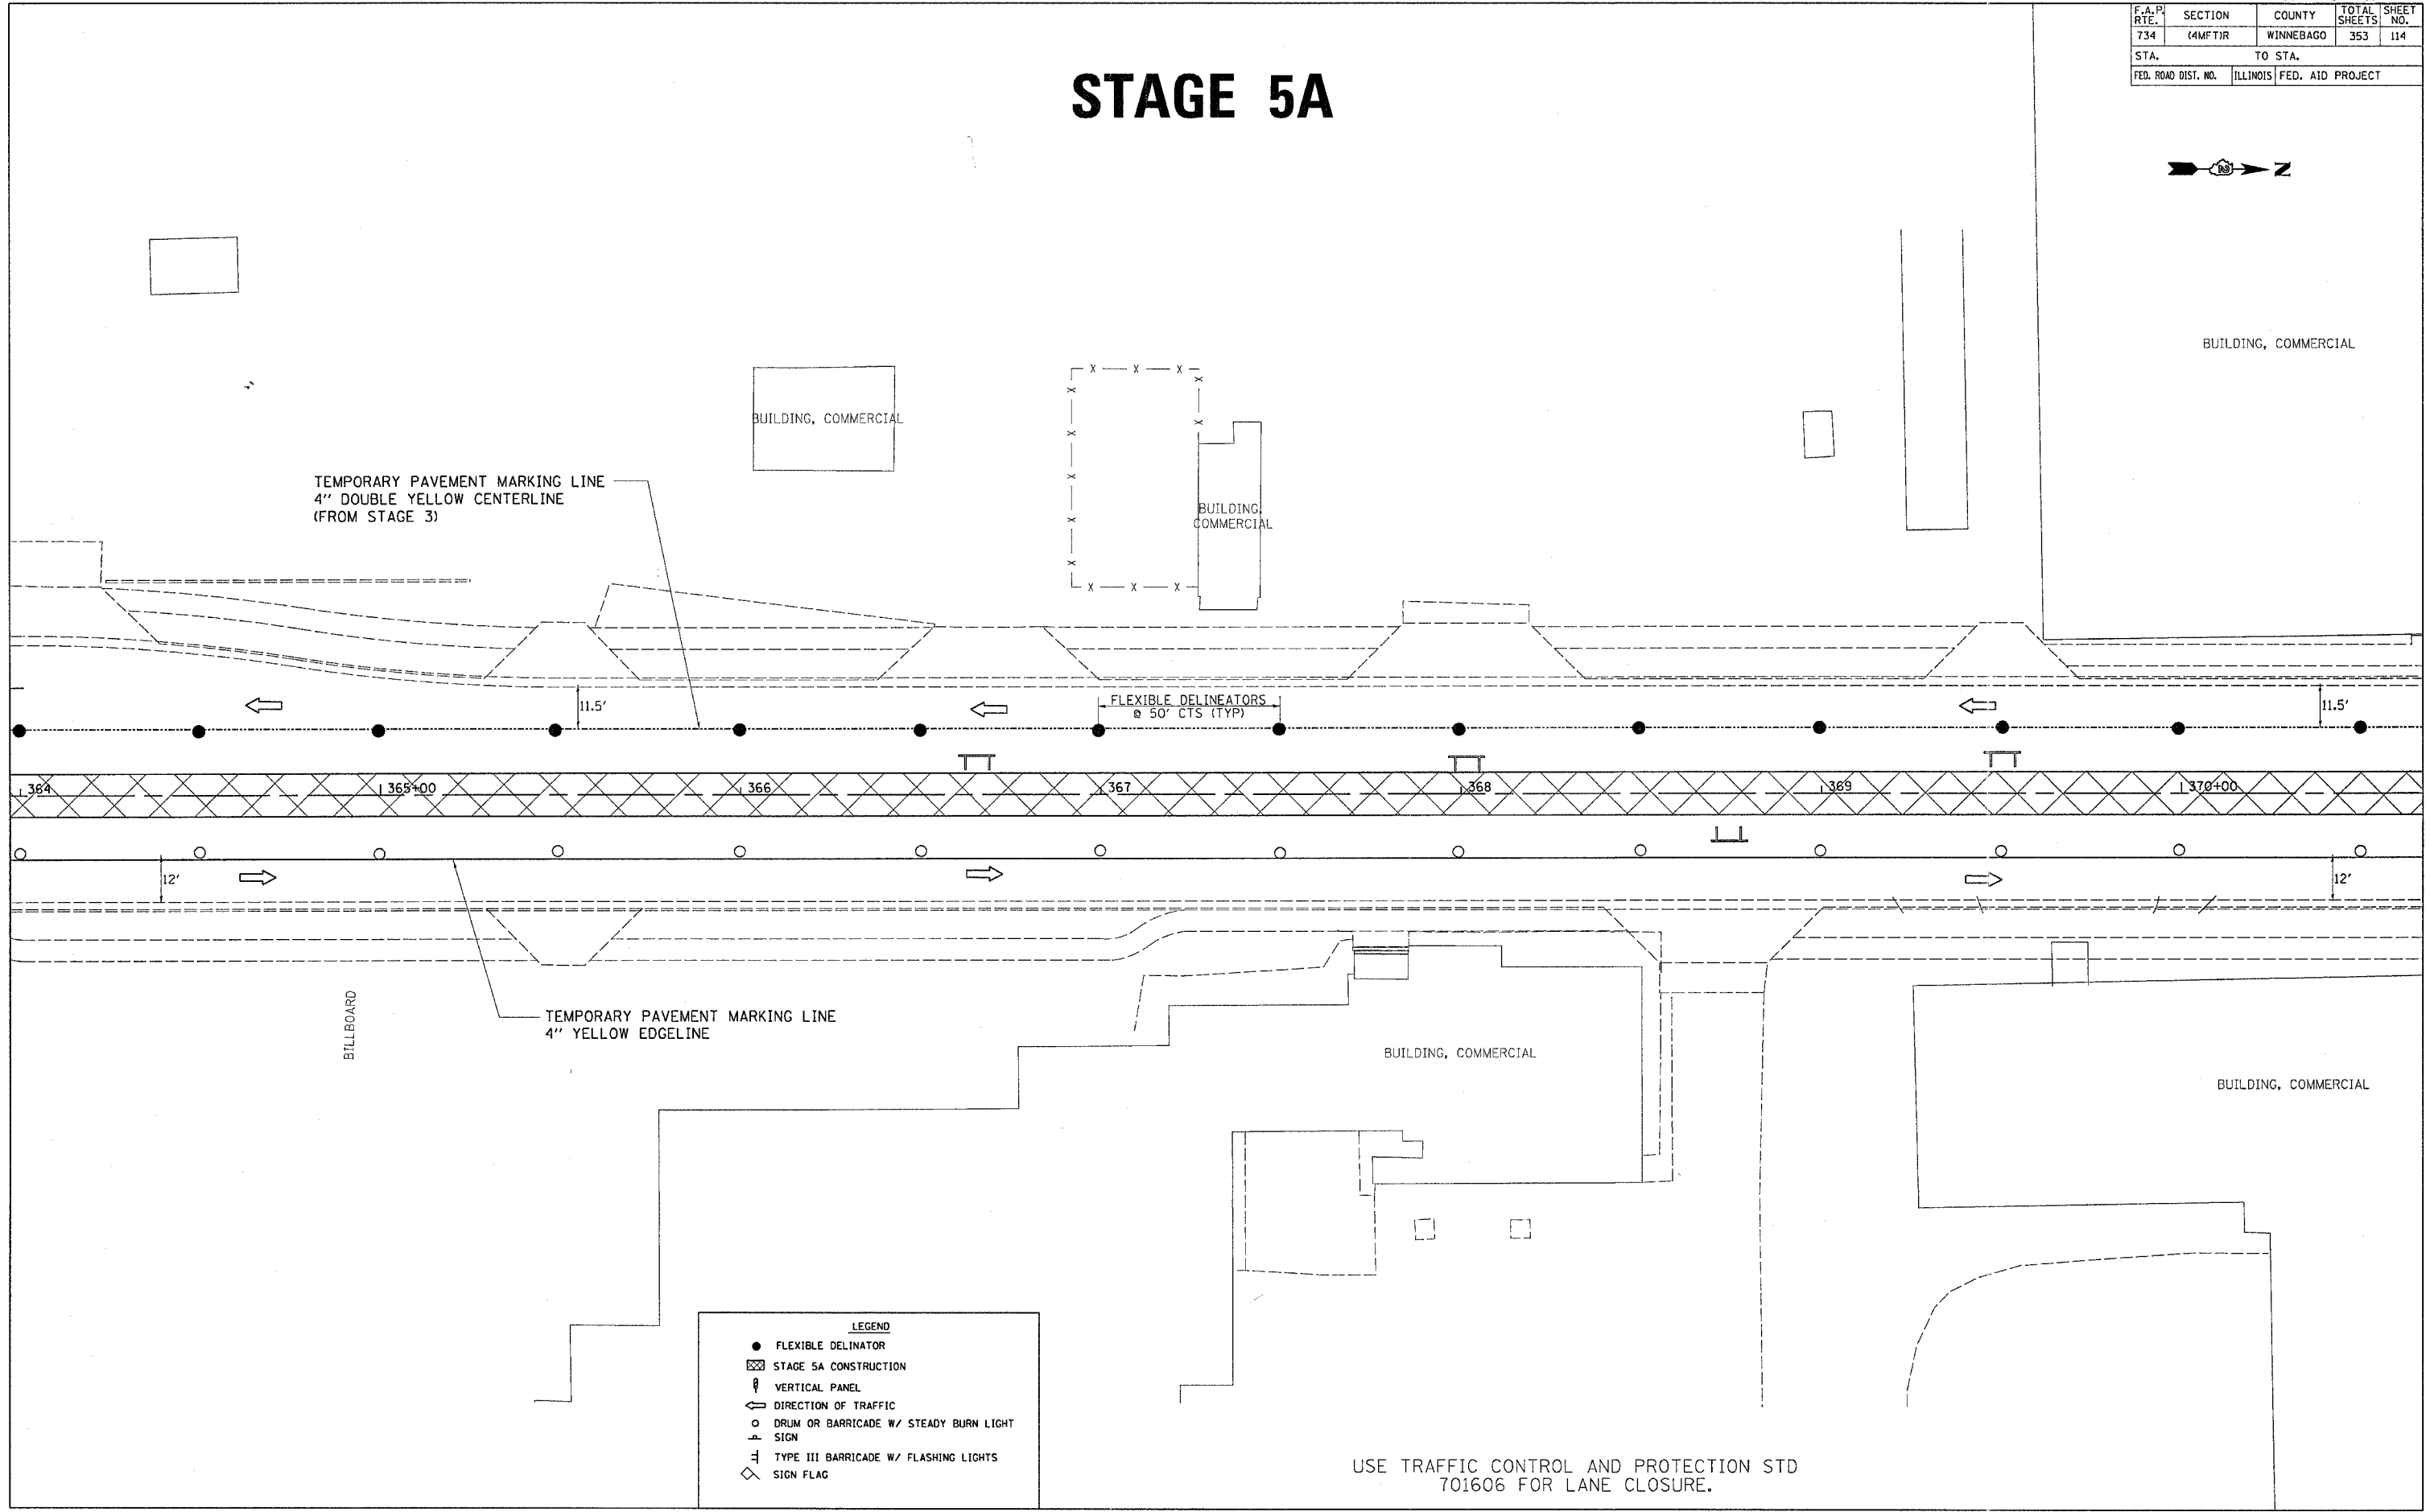 F.A.P. RTE. SECTION COUNTY TOTAL SHEETS SHEET NO.
734 (4MFT)R WINNEBAGO 353 114
STA. TO STA.
FED. ROAD DIST. NO. ILLINOIS FED. AID PROJECT
STAGE 5A
N
BUILDING, COMMERCIAL
BUILDING, COMMERCIAL
TEMPORARY PAVEMENT MARKING LINE
4" DOUBLE YELLOW CENTERLINE
(FROM STAGE 3)
BUILDING,
COMMERCIAL
11.5'
FLEXIBLE DELINEATORS
@ 50' CTS (TYP)
11.5'
364 365+00 366 367 368 369 370+00
12'
12'
TEMPORARY PAVEMENT MARKING LINE
4" YELLOW EDGELINE
BILLBOARD
BUILDING, COMMERCIAL
BUILDING, COMMERCIAL
LEGEND
FLEXIBLE DELINATOR
STAGE 5A CONSTRUCTION
VERTICAL PANEL
DIRECTION OF TRAFFIC
DRUM OR BARRICADE W/ STEADY BURN LIGHT
SIGN
TYPE III BARRICADE W/ FLASHING LIGHTS
SIGN FLAG
USE TRAFFIC CONTROL AND PROTECTION STD
701606 FOR LANE CLOSURE.